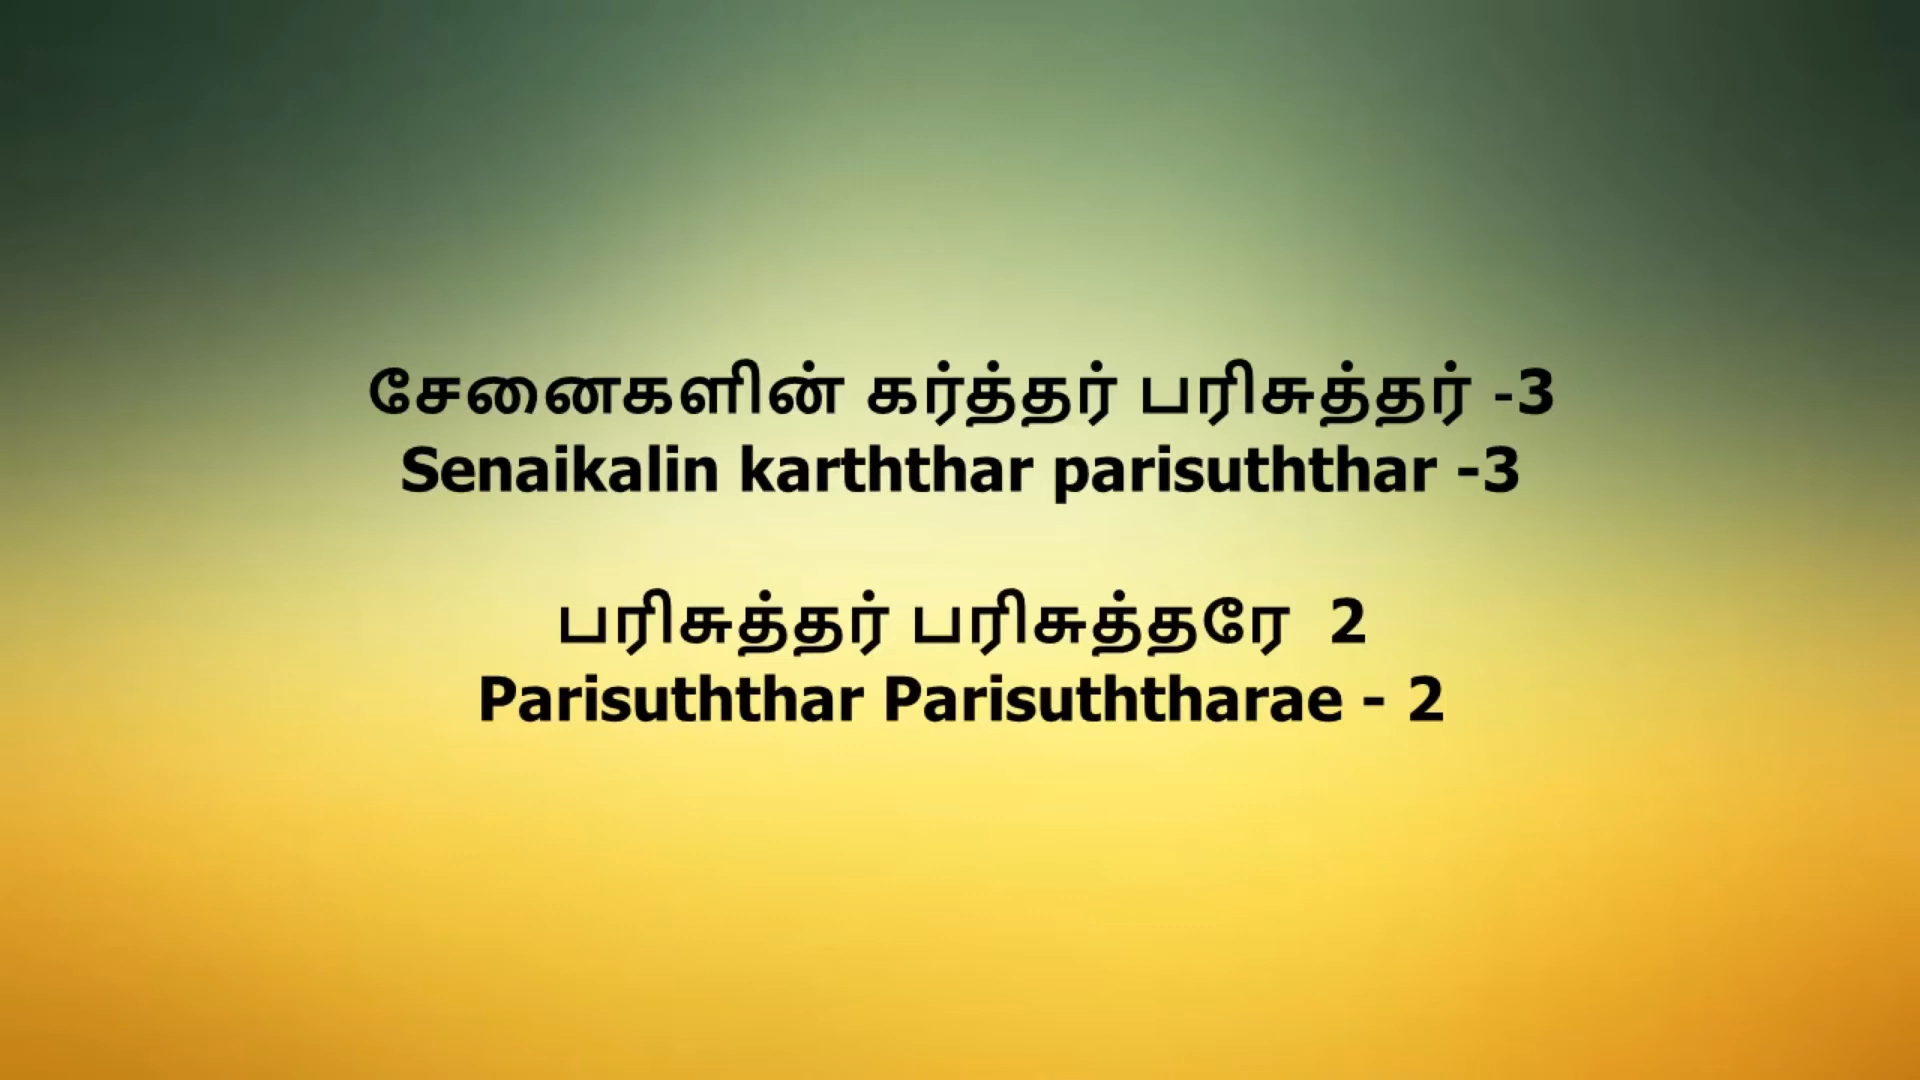 சேனைகளின் கர்த்தர் பரிசுத்தர் -3
Senaikalin karththar parisuththar -3
பரிசுத்தர் பரிசுத்தரே  2
Parisuththar Parisuththarae - 2